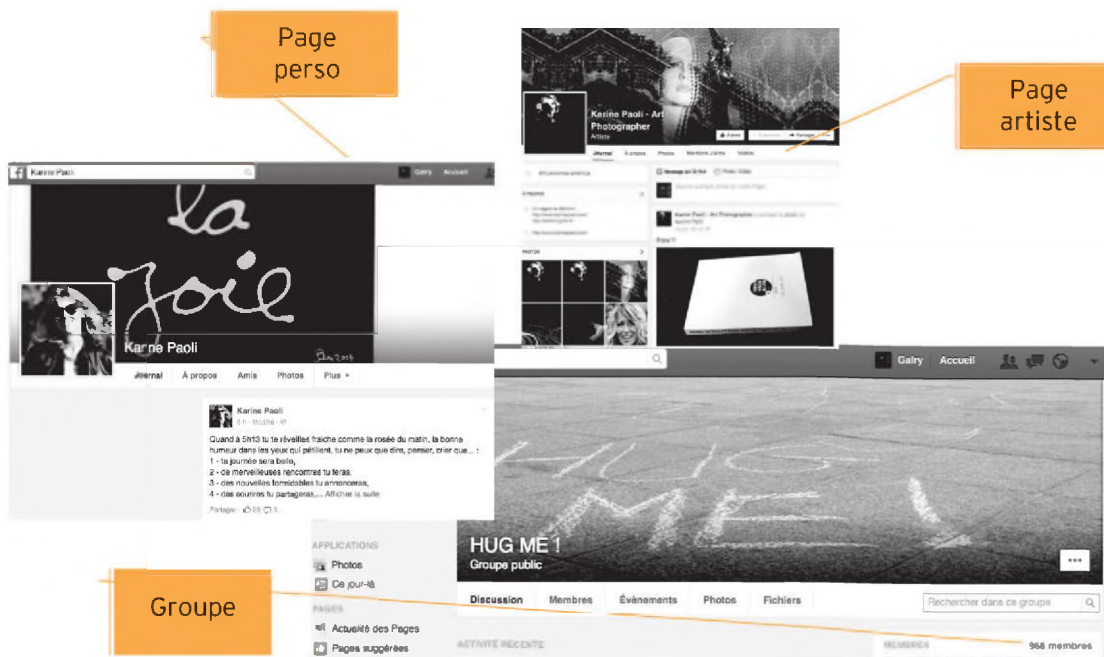 Page
perso
Page
artiste
Groupe
Karine Paoli - Art
Photographer
Artiste
Journal
À propos
Photos
Mentions J'aime
Vidéos
Karine Paoli
Galry
Accueil
la
Joie
Karine Paoli
Journal
À propos
Amis
Photos
Plus
Karine Paoli
Quand à 5h13 tu te réveilles fraiche comme la rosée du matin, la bonne
humeur dans les yeux qui pétillent, tu ne peux que dire, penser, crier que... :
1 - ta journée sera belle,
2 - de merveilleuses rencontres tu feras,
3 - des nouvelles formidables tu annonceras,
4 - des sourires tu partageras,... Afficher la suite
Partager
Galry
Accueil
HUG
ME !
HUG ME !
Groupe public
Discussion
Membres
Évènements
Photos
Fichiers
Rechercher dans ce groupe
APPLICATIONS
Photos
Ce jour-là
PAGES
Actualité des Pages
Pages suggérées
ACTIVITÉ RÉCENTE
MEMBRES
968 membres